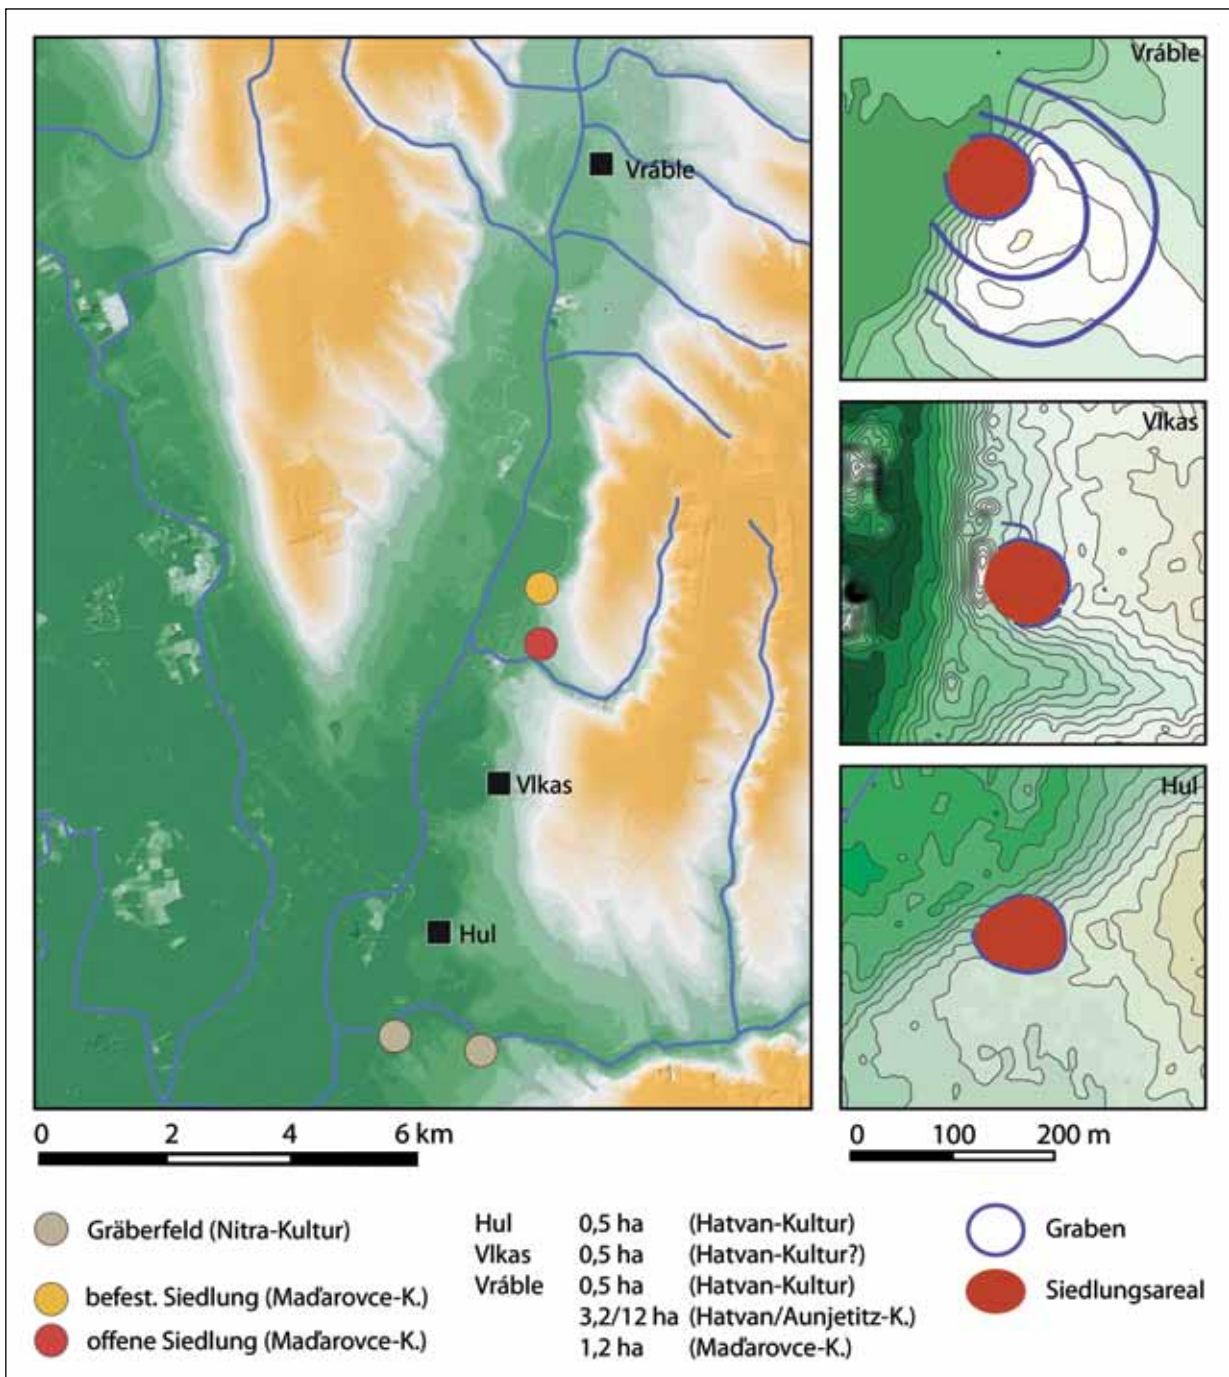 Vráble
Vlkas
Hul
Vráble
Vlkas
Hul
0 2 4 6 km
0 100 200 m
Gräberfeld (Nitra-Kultur)
befest. Siedlung (Maďarovce-K.)
offene Siedlung (Maďarovce-K.)
Hul 0,5 ha (Hatvan-Kultur)
Vlkas 0,5 ha (Hatvan-Kultur?)
Vráble 0,5 ha (Hatvan-Kultur)
3,2/12 ha (Hatvan/Aunjetitz-K.)
1,2 ha (Maďarovce-K.)
Graben
Siedlungsareal